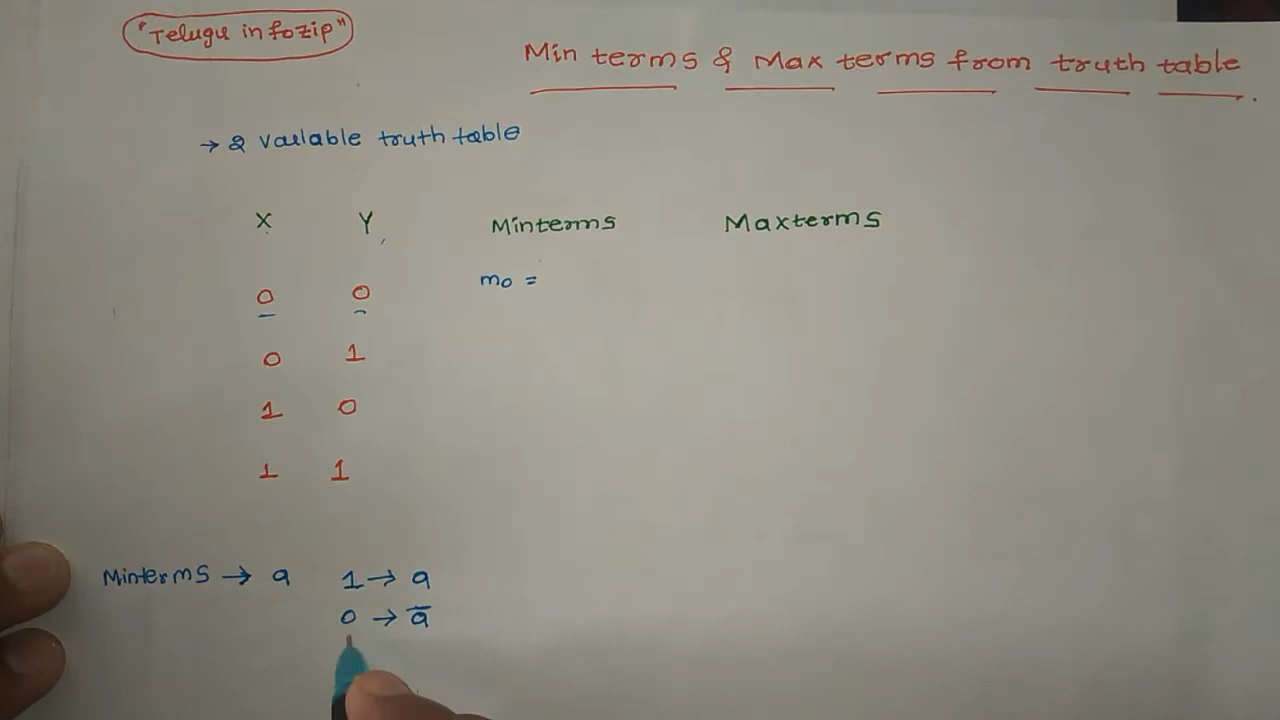 "Telugu infozip"
Min terms & Max terms from truth table.
→ 2 variable truth table
X Y Minterms Maxterms
0 0 m0 =
0 1
1 0
1 1
Minterms → a 1 → a
0 → a̅